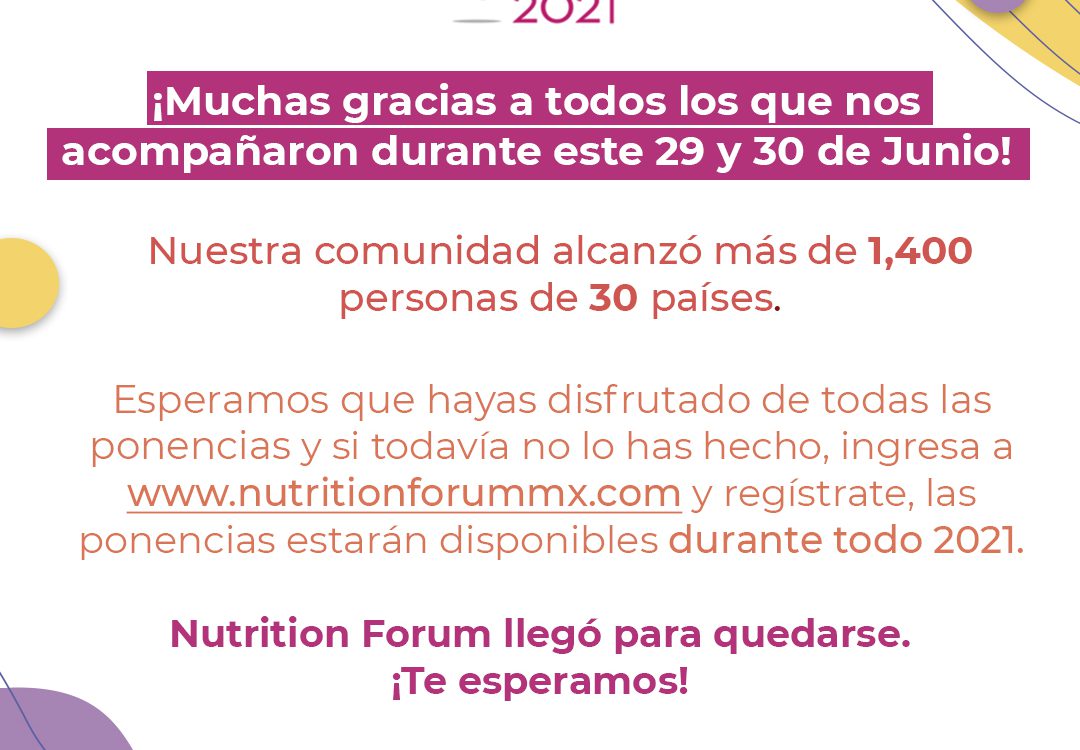 2021
¡Muchas gracias a todos los que nos
acompañaron durante este 29 y 30 de Junio!
Nuestra comunidad alcanzó más de 1,400
personas de 30 países.
Esperamos que hayas disfrutado de todas las
ponencias y si todavía no lo has hecho, ingresa a
www.nutritionforummx.com y regístrate, las
ponencias estarán disponibles durante todo 2021.
Nutrition Forum llegó para quedarse.
¡Te esperamos!